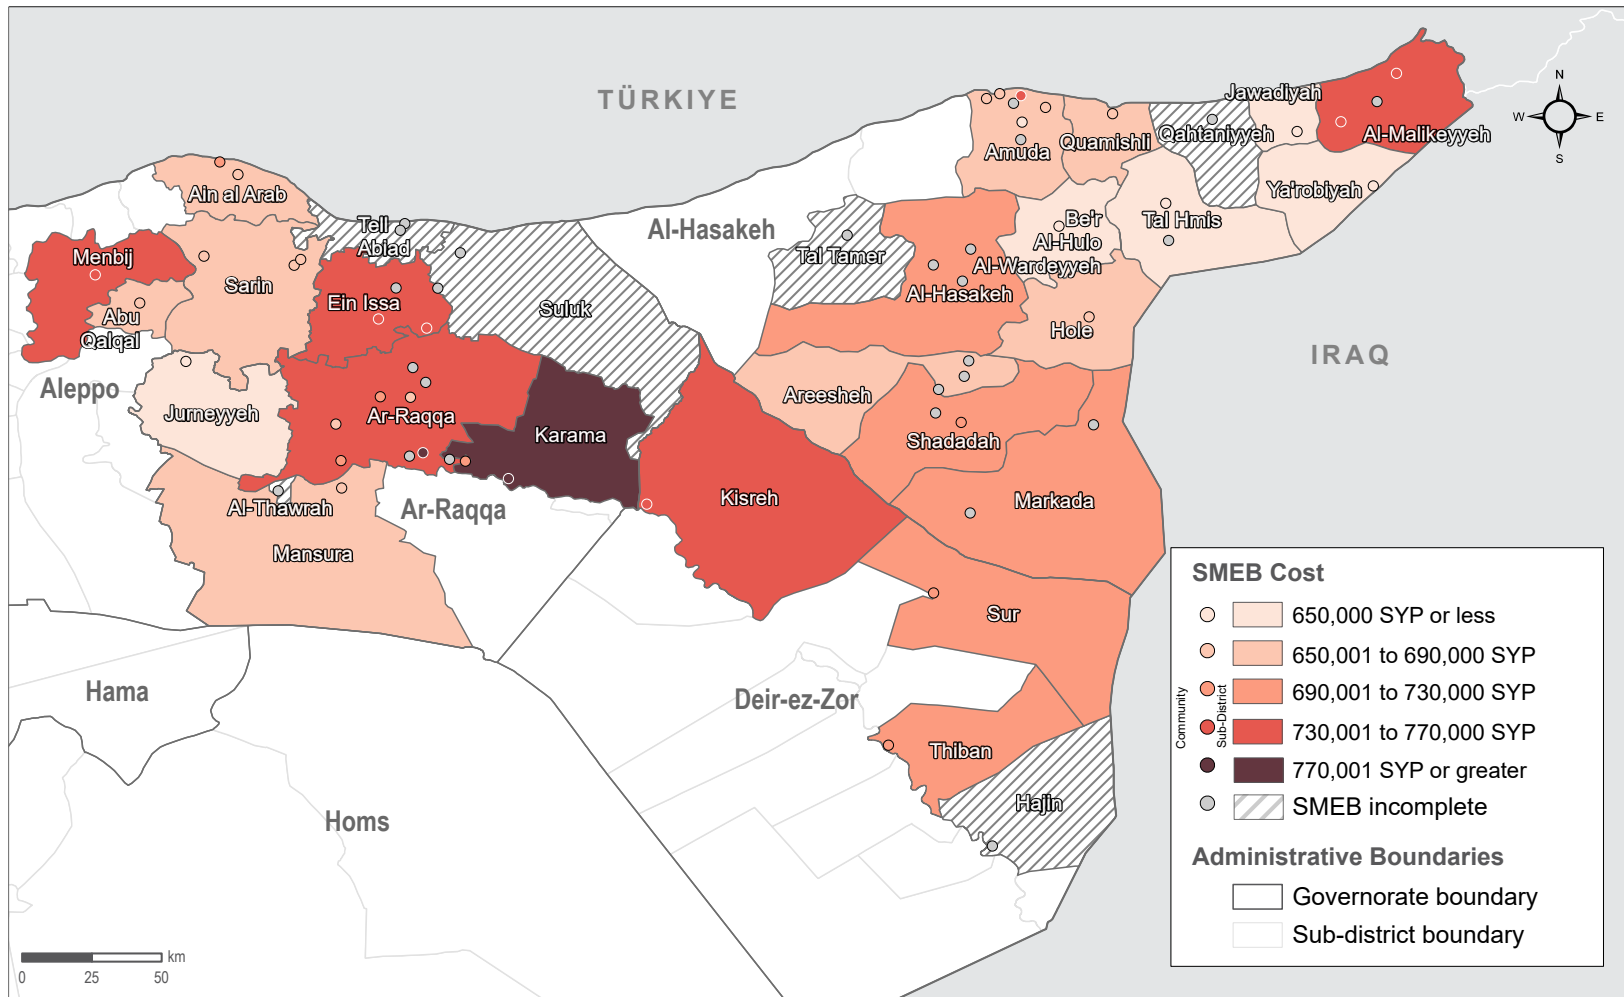 TÜRKIYE
N
W
E
S
Jawadiyah
Al-Malikeyyeh
Qahtaniyyeh
Quamishli
Amuda
Ya'robiyah
Ain al Arab
Tell
Abiad
Al-Hasakeh
Be'ir
Al-Hulo
Al-Wardeyyeh
Tal Hmis
Tal Tamer
Menbij
Sarin
Ein Issa
Suluk
Al-Hasakeh
Abu
Qalqal
Hole
IRAQ
Aleppo
Jurneyyeh
Ar-Raqqa
Karama
Areesheh
Shadadah
Al-Thawrah
Ar-Raqqa
Kisreh
Markada
Mansura
Sur
Hama
Deir-ez-Zor
Thiban
Hajin
Homs
SMEB Cost
Community
Sub-District
650,000 SYP or less
650,001 to 690,000 SYP
690,001 to 730,000 SYP
730,001 to 770,000 SYP
770,001 SYP or greater
SMEB incomplete
Administrative Boundaries
Governorate boundary
Sub-district boundary
km
0 25 50